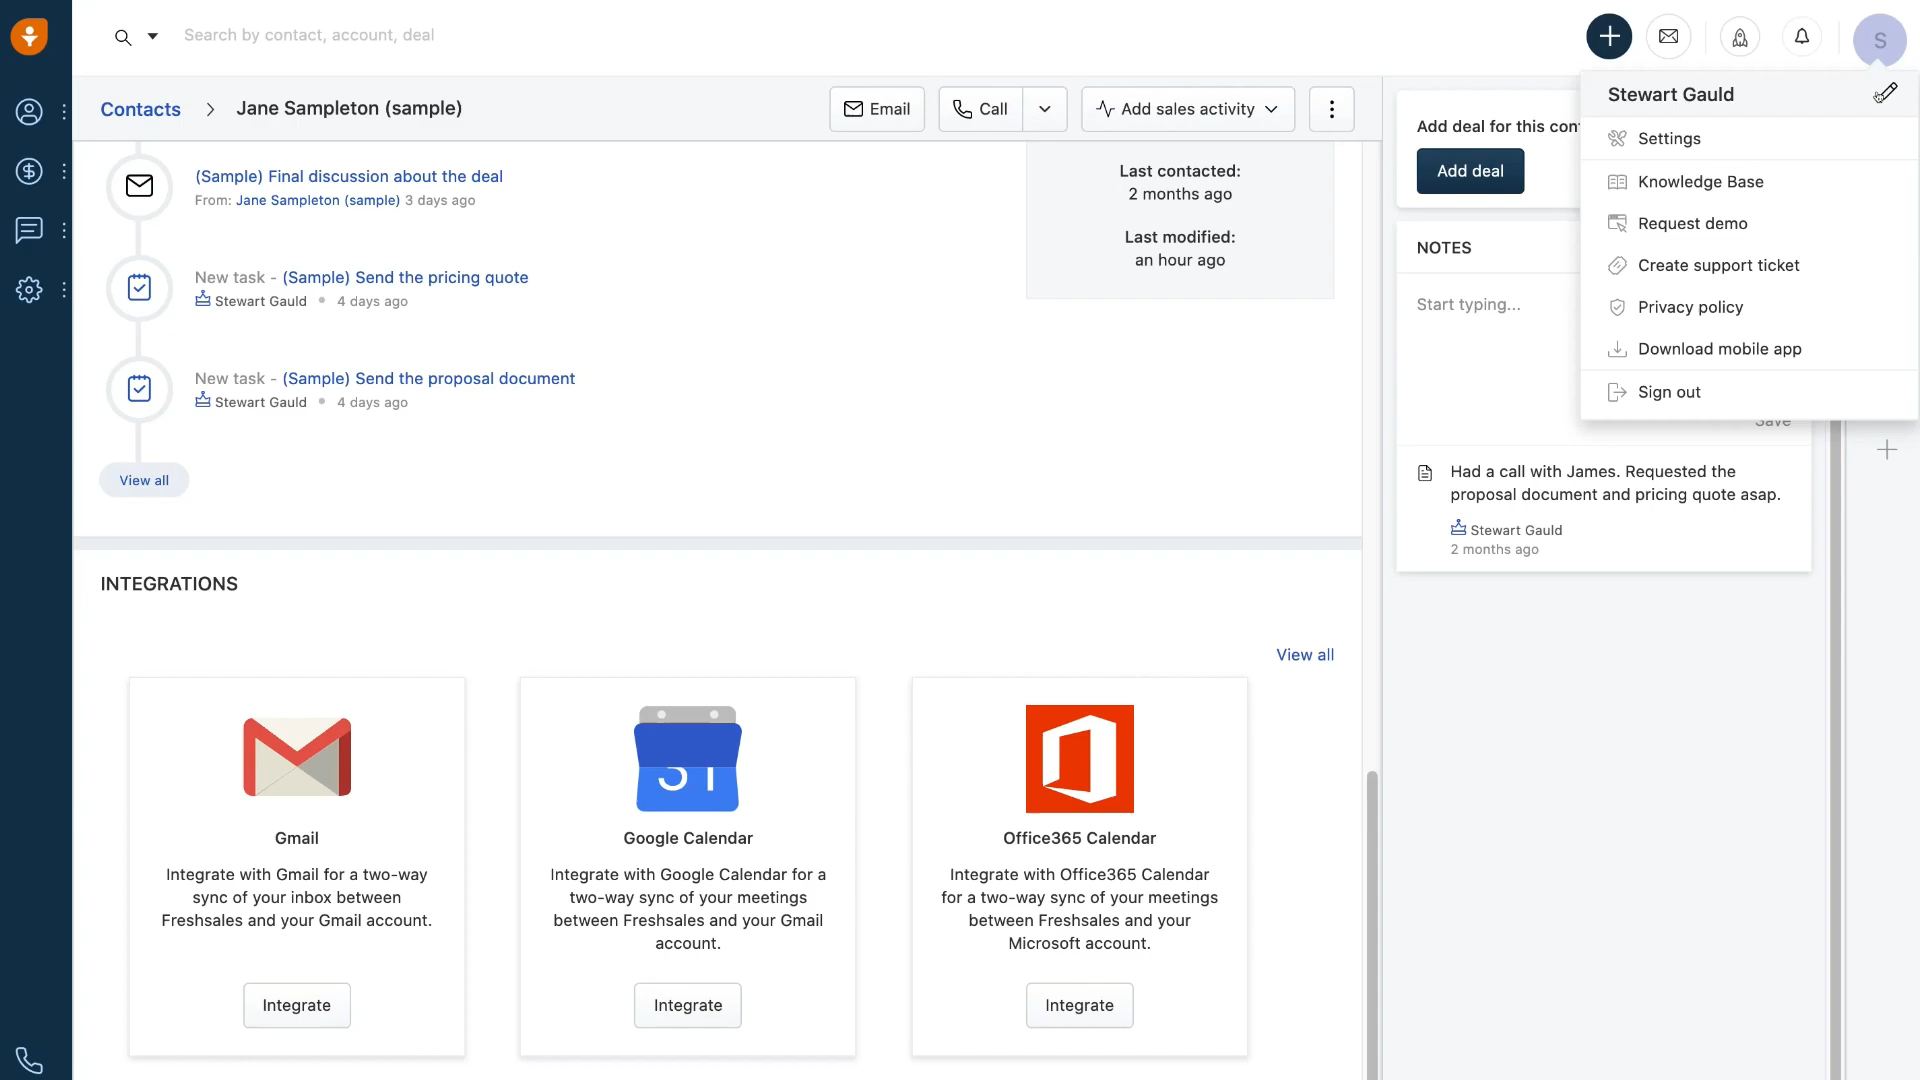 Search by contact, account, deal
S
Contacts
Jane Sampleton (sample)
Email
Call
Add sales activity
(Sample) Final discussion about the deal
From: Jane Sampleton (sample) 3 days ago
New task - (Sample) Send the pricing quote
Stewart Gauld
4 days ago
New task - (Sample) Send the proposal document
Stewart Gauld
4 days ago
View all
Last contacted:
2 months ago
Last modified:
an hour ago
Add deal for this con
Add deal
NOTES
Start typing...
Save
Had a call with James. Requested the
proposal document and pricing quote asap.
Stewart Gauld
2 months ago
Stewart Gauld
Settings
Knowledge Base
Request demo
Create support ticket
Privacy policy
Download mobile app
Sign out
INTEGRATIONS
View all
Gmail
Integrate with Gmail for a two-way
sync of your inbox between
Freshsales and your Gmail account.
Integrate
31
Google Calendar
Integrate with Google Calendar for a
two-way sync of your meetings
between Freshsales and your Gmail
account.
Integrate
Office365 Calendar
Integrate with Office365 Calendar
for a two-way sync of your meetings
between Freshsales and your
Microsoft account.
Integrate